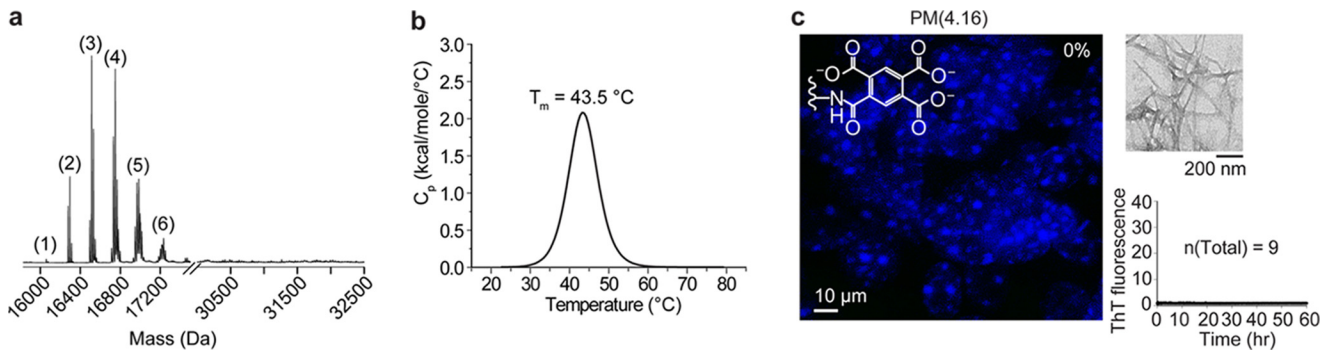 a
(1)
(2)
(3)
(4)
(5)
(6)
16000
16400
16800
17200
30500
31500
32500
Mass (Da)
b
3.0
2.5
2.0
1.5
1.0
0.5
0.0
Cp (kcal/mole/°C)
Tm = 43.5 °C
20 30 40 50 60 70 80
Temperature (°C)
c
PM(4.16)
0%
O
O
⁻O
O⁻
O⁻
N
H
O
O
10 µm
200 nm
40
30
20
10
0
ThT fluorescence
n(Total) = 9
0 10 20 30 40 50 60
Time (hr)